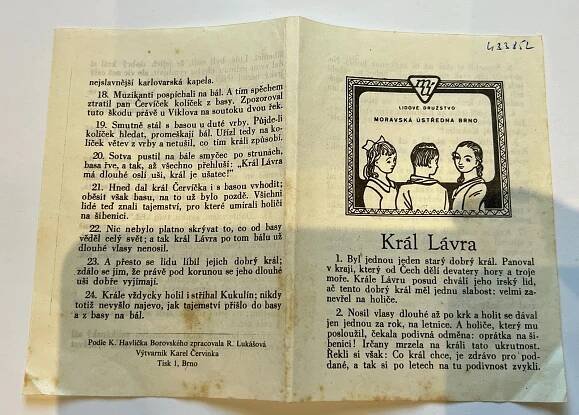 nejslavnější karlovarská kapela.
18. Muzikanti pospíchali na bál. A tím spěchem
ztratil pan Červíček kolíček z basy. Zpozoroval
tuto škodu právě u Viklova na soutoku dvou řek.
19. Smutně stál s basou u duté vrby. Půjde-li
kolíček hledat, promeškají bál. Uřízl tedy na ko-
líček větev z vrby a netušil, co tím králi způsobí.
20. Sotva pustil na bále smyčec po strunách,
basa řve, a tak, až všechno přehluší: „Král Lávra
má dlouhé oslí uši, král je ušatec!"
21. Hned dal král Červíčka i s basou vyhodit;
oběsit však basu, na to už bylo pozdě. Všichni
lidé teď znali tajemství, pro které umírali holiči
na šibenici.
22. Nic nebylo platno skrývat to, co od basy
věděl celý svět; a tak král Lávra po tom bálu už
dlouhé vlasy nenosil.
23. A přesto se lidu líbil jejich dobrý král;
zdálo se jim, že právě pod korunou se jeho dlouhé
uši dobře vyjímají.
24. Krále vždycky holil i stříhal Kukulín; nikdy
totiž nevyšlo najevo, jak tajemství přišlo do basy
a z basy na bál.
Podle K. Havlíčka Borovského zpracovala R. Lukášová
Výtvarník Karel Červinka
Tisk 1, Brno
43385L
LIDOVÉ DRUŽSTVO
MORAVSKÁ ÚSTŘEDNA BRNO
Král Lávra
1. Byl jednou jeden starý dobrý král. Panoval
v kraji, který od Čech dělí devatery hory a troje
moře. Krále Lávru posud chválí jeho irský lid,
ač tento dobrý král měl jednu slabost: velmi za-
nevřel na holiče.
2. Nosil vlasy dlouhé až po krk a holit se dával
jen jednou za rok, na letnice. A holiče, který mu
posloužil, čekala podivná odměna: oprátka na ši-
benici! Irčany mrzela na králi tato ukrutnost.
Řekli si však: Co král chce, je zdrávo pro pod-
dané, a tak si po letech na tu podivnost zvykli.